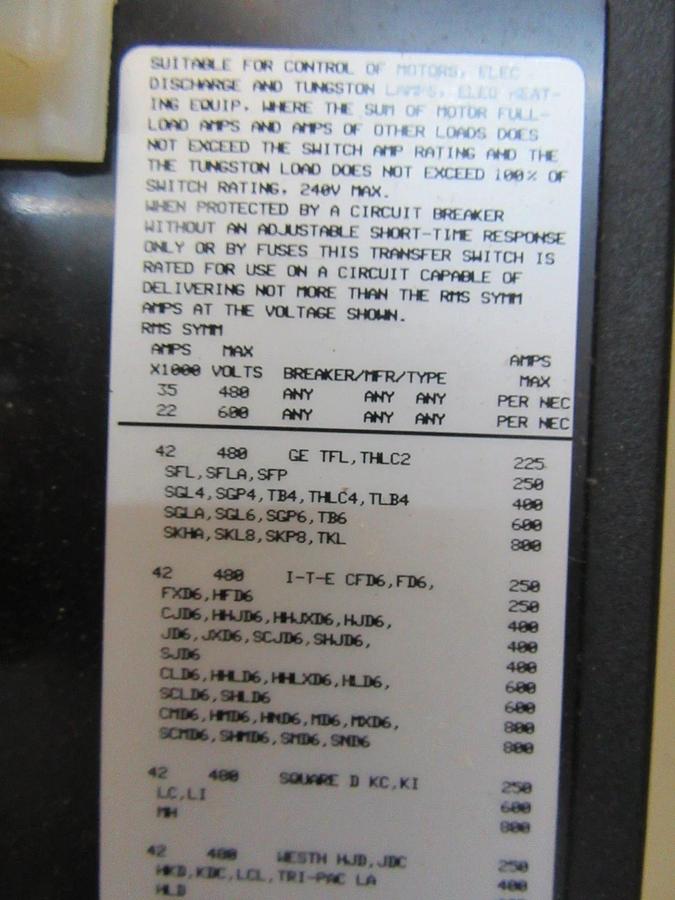 SUITABLE FOR CONTROL OF MOTORS, ELEC
DISCHARGE AND TUNGSTON LAMPS, ELEC HEAT-
ING EQUIP. WHERE THE SUM OF MOTOR FULL-
LOAD AMPS AND AMPS OF OTHER LOADS DOES
NOT EXCEED THE SWITCH AMP RATING AND THE
THE TUNGSTON LOAD DOES NOT EXCEED 100% OF
SWITCH RATING. 240V MAX.
WHEN PROTECTED BY A CIRCUIT BREAKER
WITHOUT AN ADJUSTABLE SHORT-TIME RESPONSE
ONLY OR BY FUSES THIS TRANSFER SWITCH IS
RATED FOR USE ON A CIRCUIT CAPABLE OF
DELIVERING NOT MORE THAN THE RMS SYMM
AMPS AT THE VOLTAGE SHOWN.
RMS SYMM
AMPS MAX AMPS
X1000 VOLTS BREAKER/MFR/TYPE MAX
35 480 ANY ANY ANY PER NEC
22 600 ANY ANY ANY PER NEC
42 480 GE TFL,THLC2 225
SFL,SFLA,SFP 250
SGL4,SGP4,TB4,THLC4,TLB4 400
SGLA,SGL6,SGP6,TB6 600
SKHA,SKL8,SKP8,TKL 800
42 480 I-T-E CFD6,FD6, 250
FXD6,HFD6 250
CJD6,HHJD6,HHJXD6,HJD6, 400
JD6,JXD6,SCJD6,SHJD6, 400
SJD6 400
CLD6,HHLD6,HHLXD6,HLD6, 600
SCLD6,SHLD6 600
CMD6,HMD6,HND6,MD6,MXD6, 800
SCMD6,SHMD6,SMD6,SND6 800
42 480 SQUARE D KC,KI 250
LC,LI 600
MH 800
42 480 WESTH HJD,JDC 250
HKD,KDC,LCL,TRI-PAC LA 400
HLD